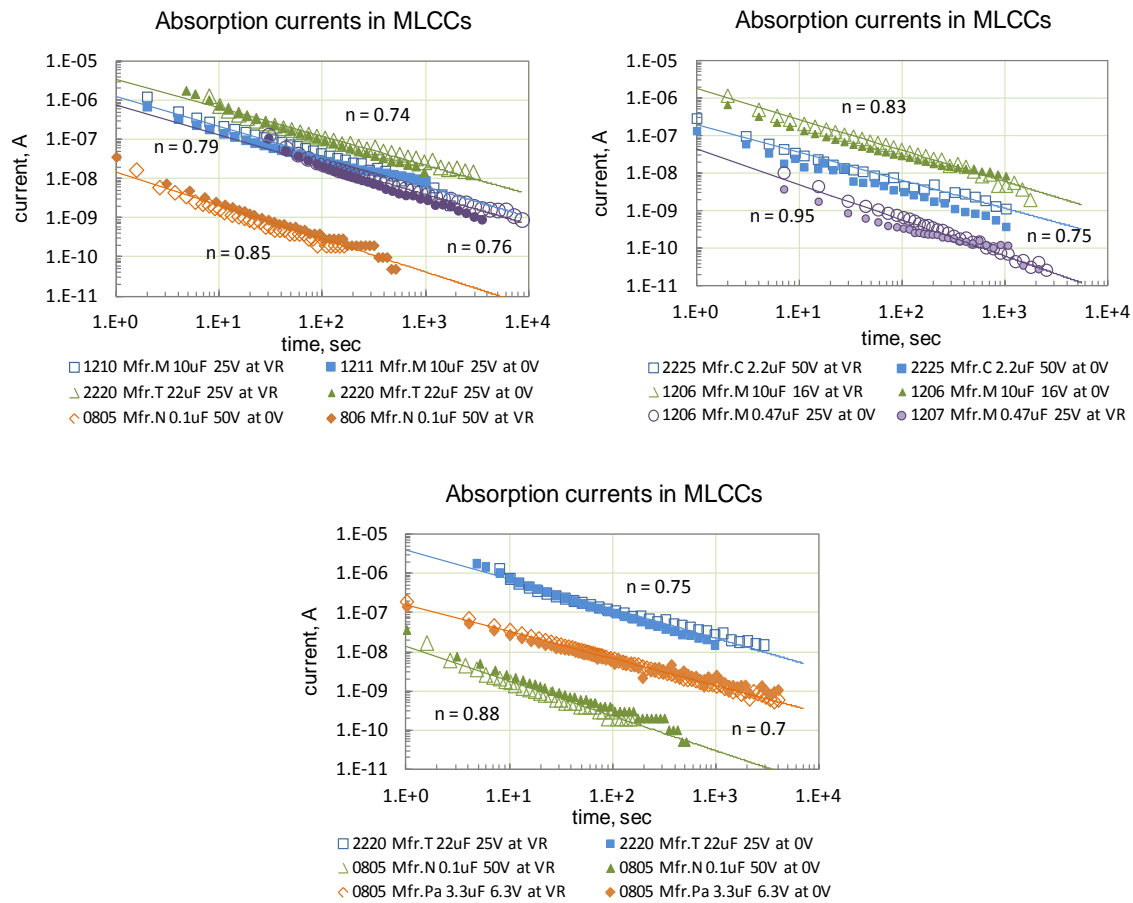 Absorption currents in MLCCs
current, A
1.E-05
1.E-06
1.E-07
1.E-08
1.E-09
1.E-10
1.E-11
n = 0.74
n = 0.79
n = 0.85
n = 0.76
1.E+0 1.E+1 1.E+2 1.E+3 1.E+4
time, sec
1210 Mfr.M 10uF 25V at VR 1211 Mfr.M 10uF 25V at 0V
2220 Mfr.T 22uF 25V at VR 2220 Mfr.T 22uF 25V at 0V
0805 Mfr.N 0.1uF 50V at 0V 806 Mfr.N 0.1uF 50V at VR
Absorption currents in MLCCs
current, A
1.E-05
1.E-06
1.E-07
1.E-08
1.E-09
1.E-10
1.E-11
n = 0.83
n = 0.95
n = 0.75
1.E+0 1.E+1 1.E+2 1.E+3 1.E+4
time, sec
2225 Mfr.C 2.2uF 50V at VR 2225 Mfr.C 2.2uF 50V at 0V
1206 Mfr.M 10uF 16V at VR 1206 Mfr.M 10uF 16V at 0V
1206 Mfr.M 0.47uF 25V at 0V 1207 Mfr.M 0.47uF 25V at VR
Absorption currents in MLCCs
current, A
1.E-05
1.E-06
1.E-07
1.E-08
1.E-09
1.E-10
1.E-11
n = 0.75
n = 0.88
n = 0.7
1.E+0 1.E+1 1.E+2 1.E+3 1.E+4
time, sec
2220 Mfr.T 22uF 25V at VR 2220 Mfr.T 22uF 25V at 0V
0805 Mfr.N 0.1uF 50V at VR 0805 Mfr.N 0.1uF 50V at 0V
0805 Mfr.Pa 3.3uF 6.3V at VR 0805 Mfr.Pa 3.3uF 6.3V at 0V